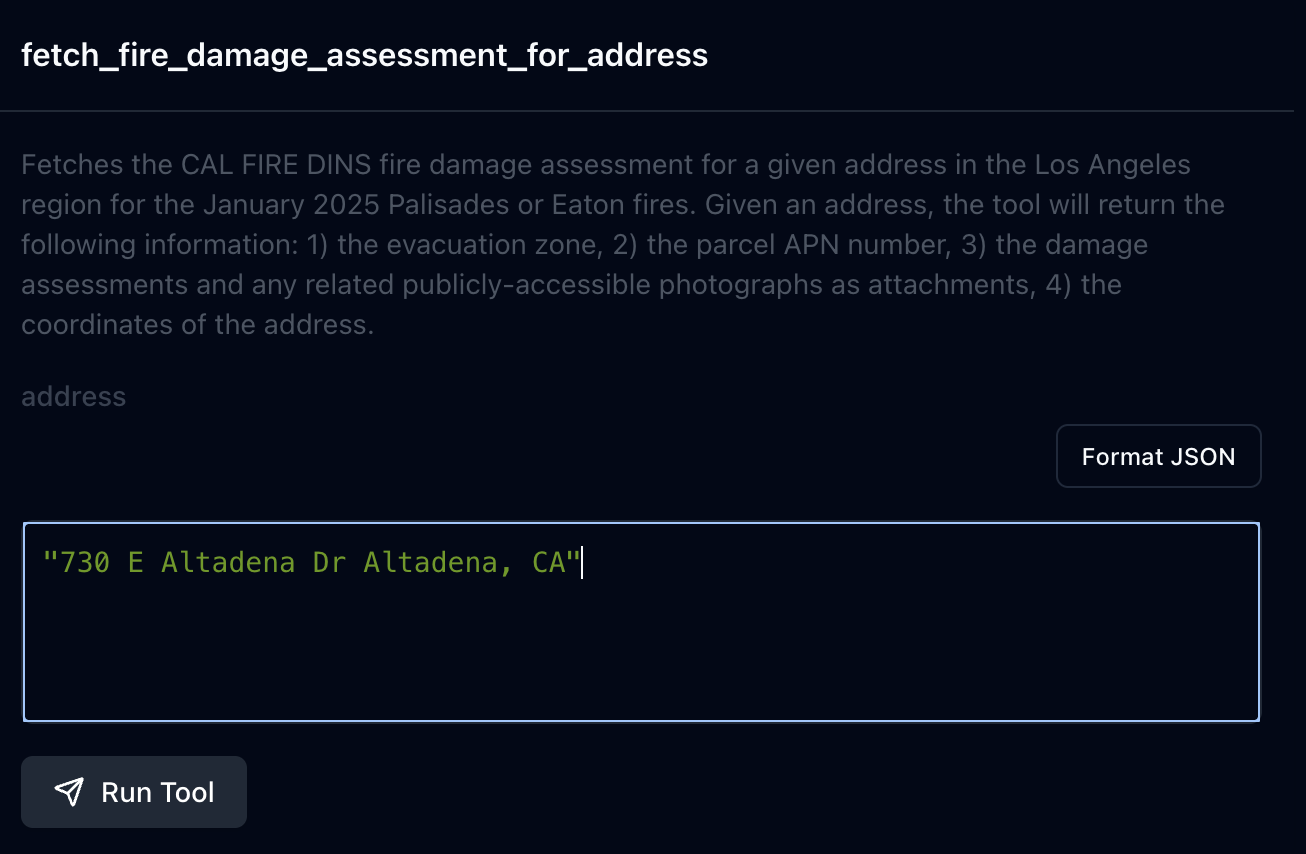 fetch_fire_damage_assessment_for_address
Fetches the CAL FIRE DINS fire damage assessment for a given address in the Los Angeles
region for the January 2025 Palisades or Eaton fires. Given an address, the tool will return the
following information: 1) the evacuation zone, 2) the parcel APN number, 3) the damage
assessments and any related publicly-accessible photographs as attachments, 4) the
coordinates of the address.
address
Format JSON
"730 E Altadena Dr Altadena, CA"
Run Tool